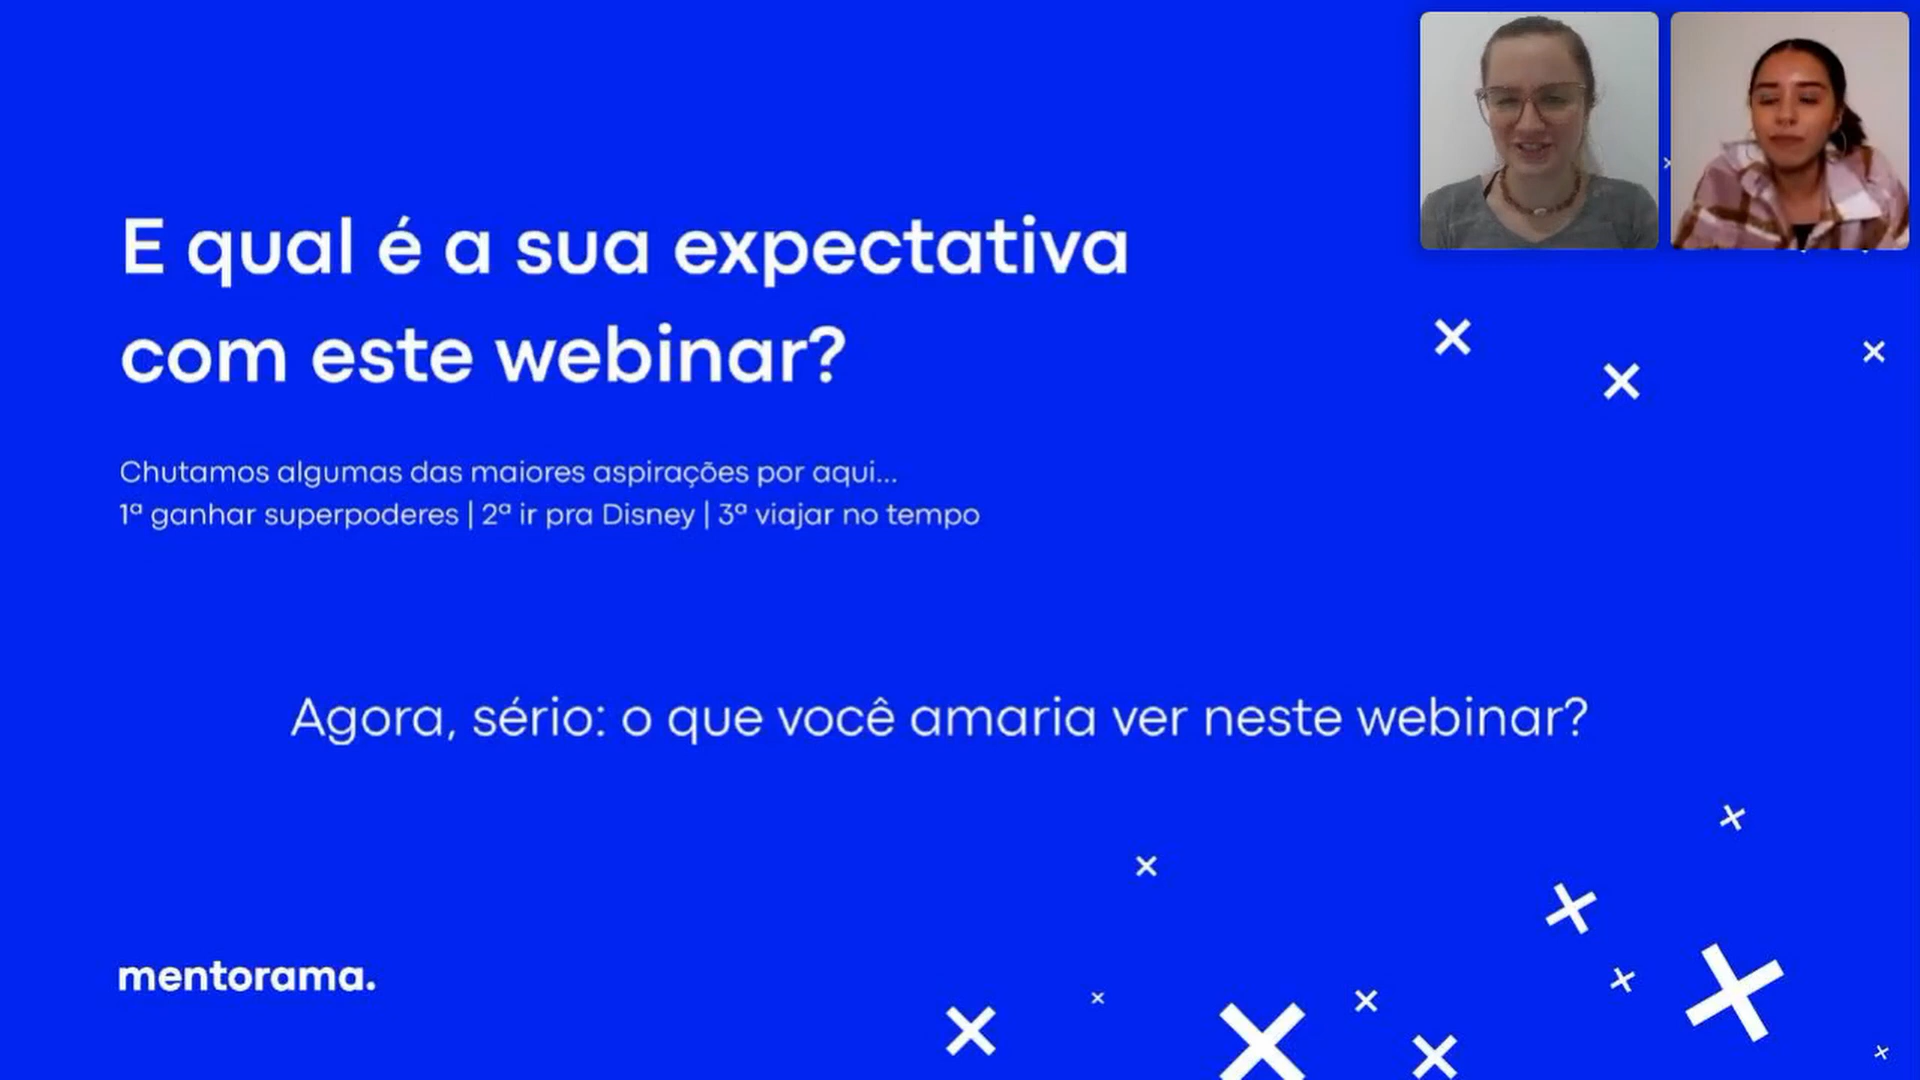 E qual é a sua expectativa
com este webinar?
Chutamos algumas das maiores aspirações por aqui...
1ª ganhar superpoderes | 2ª ir pra Disney | 3ª viajar no tempo
Agora, sério: o que você amaria ver neste webinar?
mentorama.